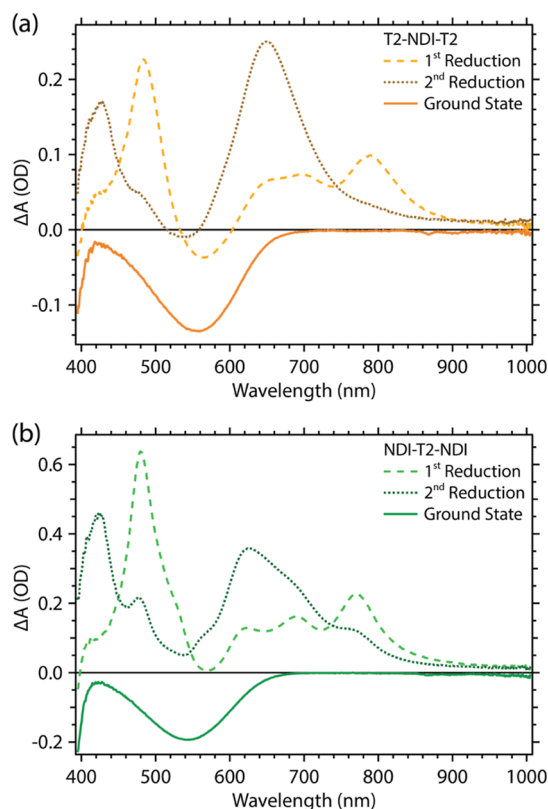 (a)
T2-NDI-T2
1st Reduction
2nd Reduction
Ground State
0.2
0.1
0.0
-0.1
ΔA (OD)
400 500 600 700 800 900 1000
Wavelength (nm)
(b)
NDI-T2-NDI
1st Reduction
2nd Reduction
Ground State
0.6
0.4
0.2
0.0
-0.2
ΔA (OD)
400 500 600 700 800 900 1000
Wavelength (nm)